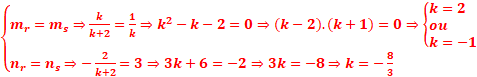 m_r = m_s ⇒ k/(k+2) = 1/k ⇒ k² − k − 2 = 0 ⇒ (k − 2).(k + 1) = 0 ⇒ { k = 2
ou
k = −1
n_r = n_s ⇒ − 2/(k+2) = 3 ⇒ 3k + 6 = −2 ⇒ 3k = −8 ⇒ k = − 8/3